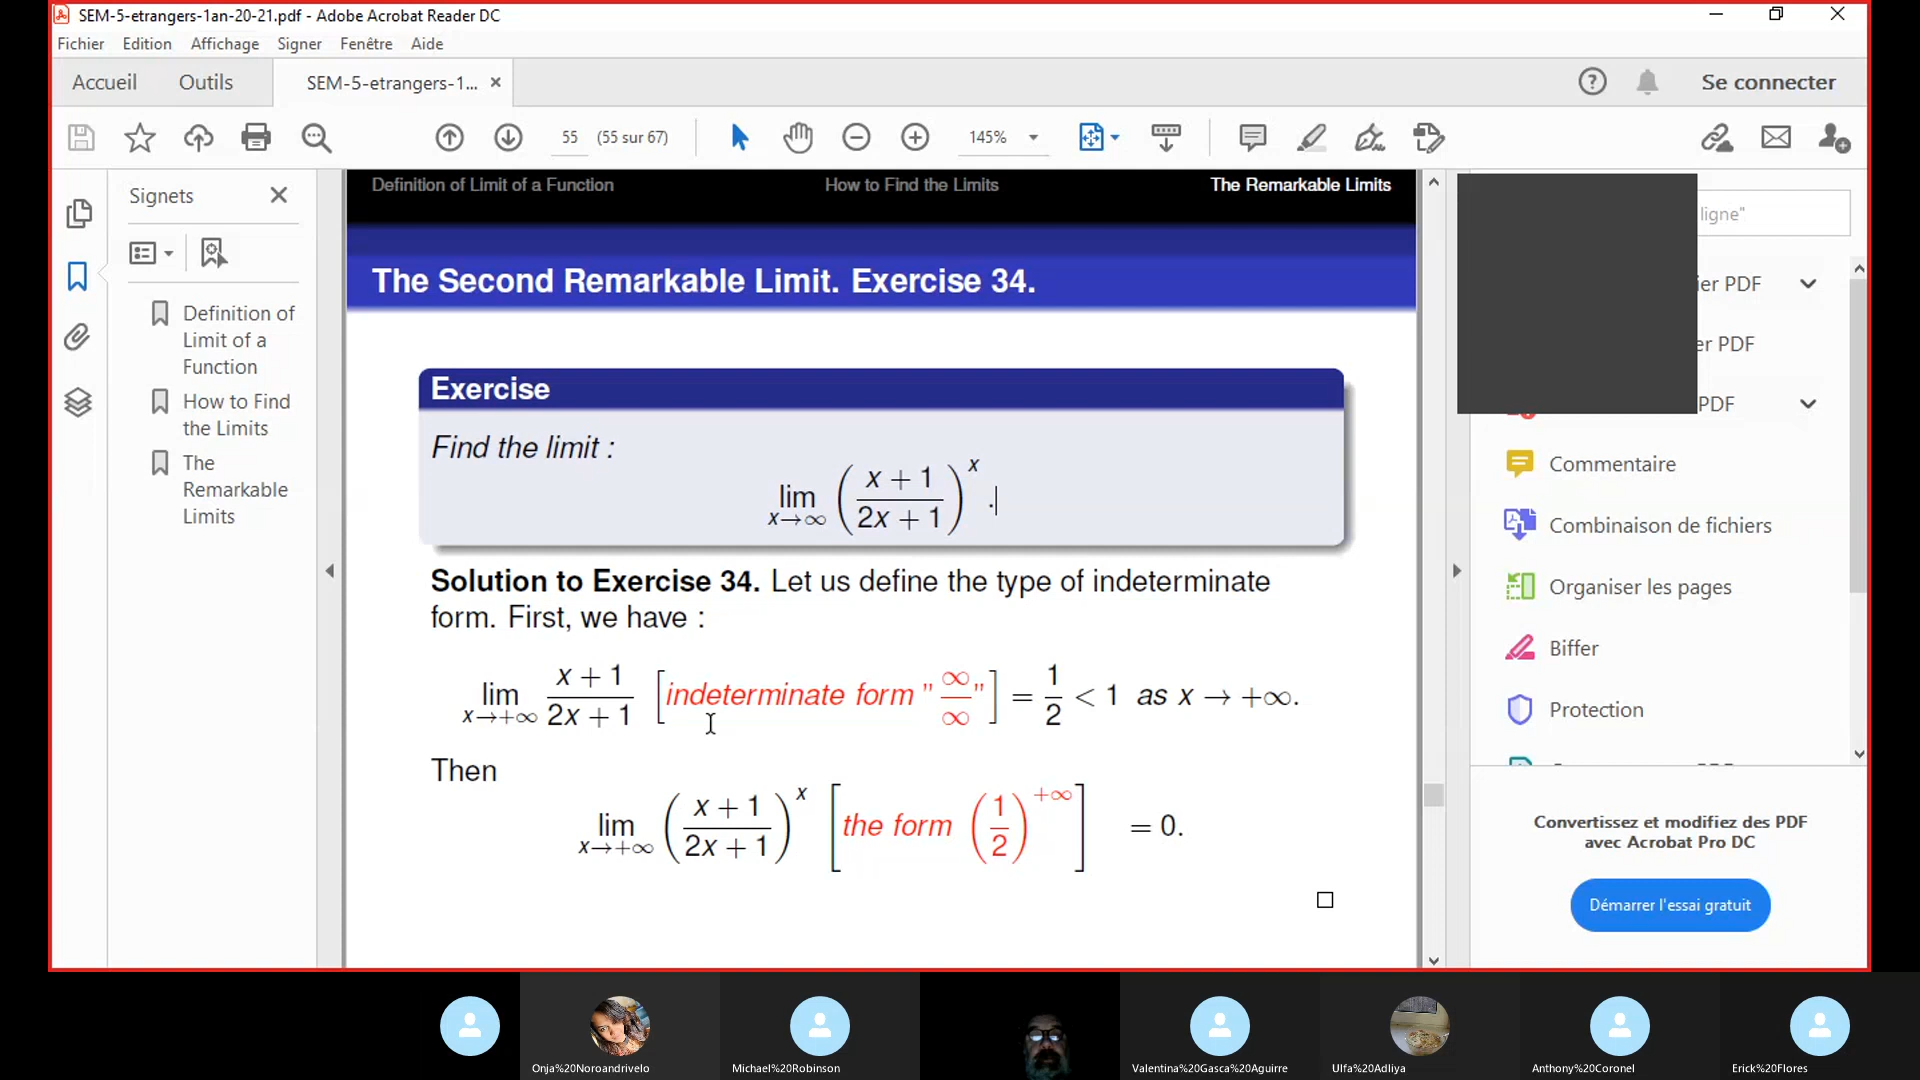 SEM-5-etrangers-1an-20-21.pdf - Adobe Acrobat Reader DC
Fichier Edition Affichage Signer Fenêtre Aide
Accueil Outils SEM-5-etrangers-1... × Se connecter
55 (55 sur 67) 145%
Signets
Definition of
Limit of a
Function
How to Find
the Limits
The
Remarkable
Limits
Definition of Limit of a Function How to Find the Limits The Remarkable Limits
The Second Remarkable Limit. Exercise 34.
Exercise
Find the limit :
lim x→∞ ( (x + 1) / (2x + 1) )^x .
Solution to Exercise 34. Let us define the type of indeterminate
form. First, we have :
lim x→+∞ (x + 1) / (2x + 1) [indeterminate form "∞/∞"] = 1/2 < 1 as x → +∞.
Then
lim x→+∞ ( (x + 1) / (2x + 1) )^x [the form (1/2)^+∞] = 0.
ligne"
ier PDF
er PDF
PDF
Commentaire
Combinaison de fichiers
Organiser les pages
Biffer
Protection
Convertissez et modifiez des PDF
avec Acrobat Pro DC
Démarrer l'essai gratuit
Onja%20Noroandrivelo Michael%20Robinson Valentina%20Gasca%20Aguirre Ulfa%20Adliya Anthony%20Coronel Erick%20Flores